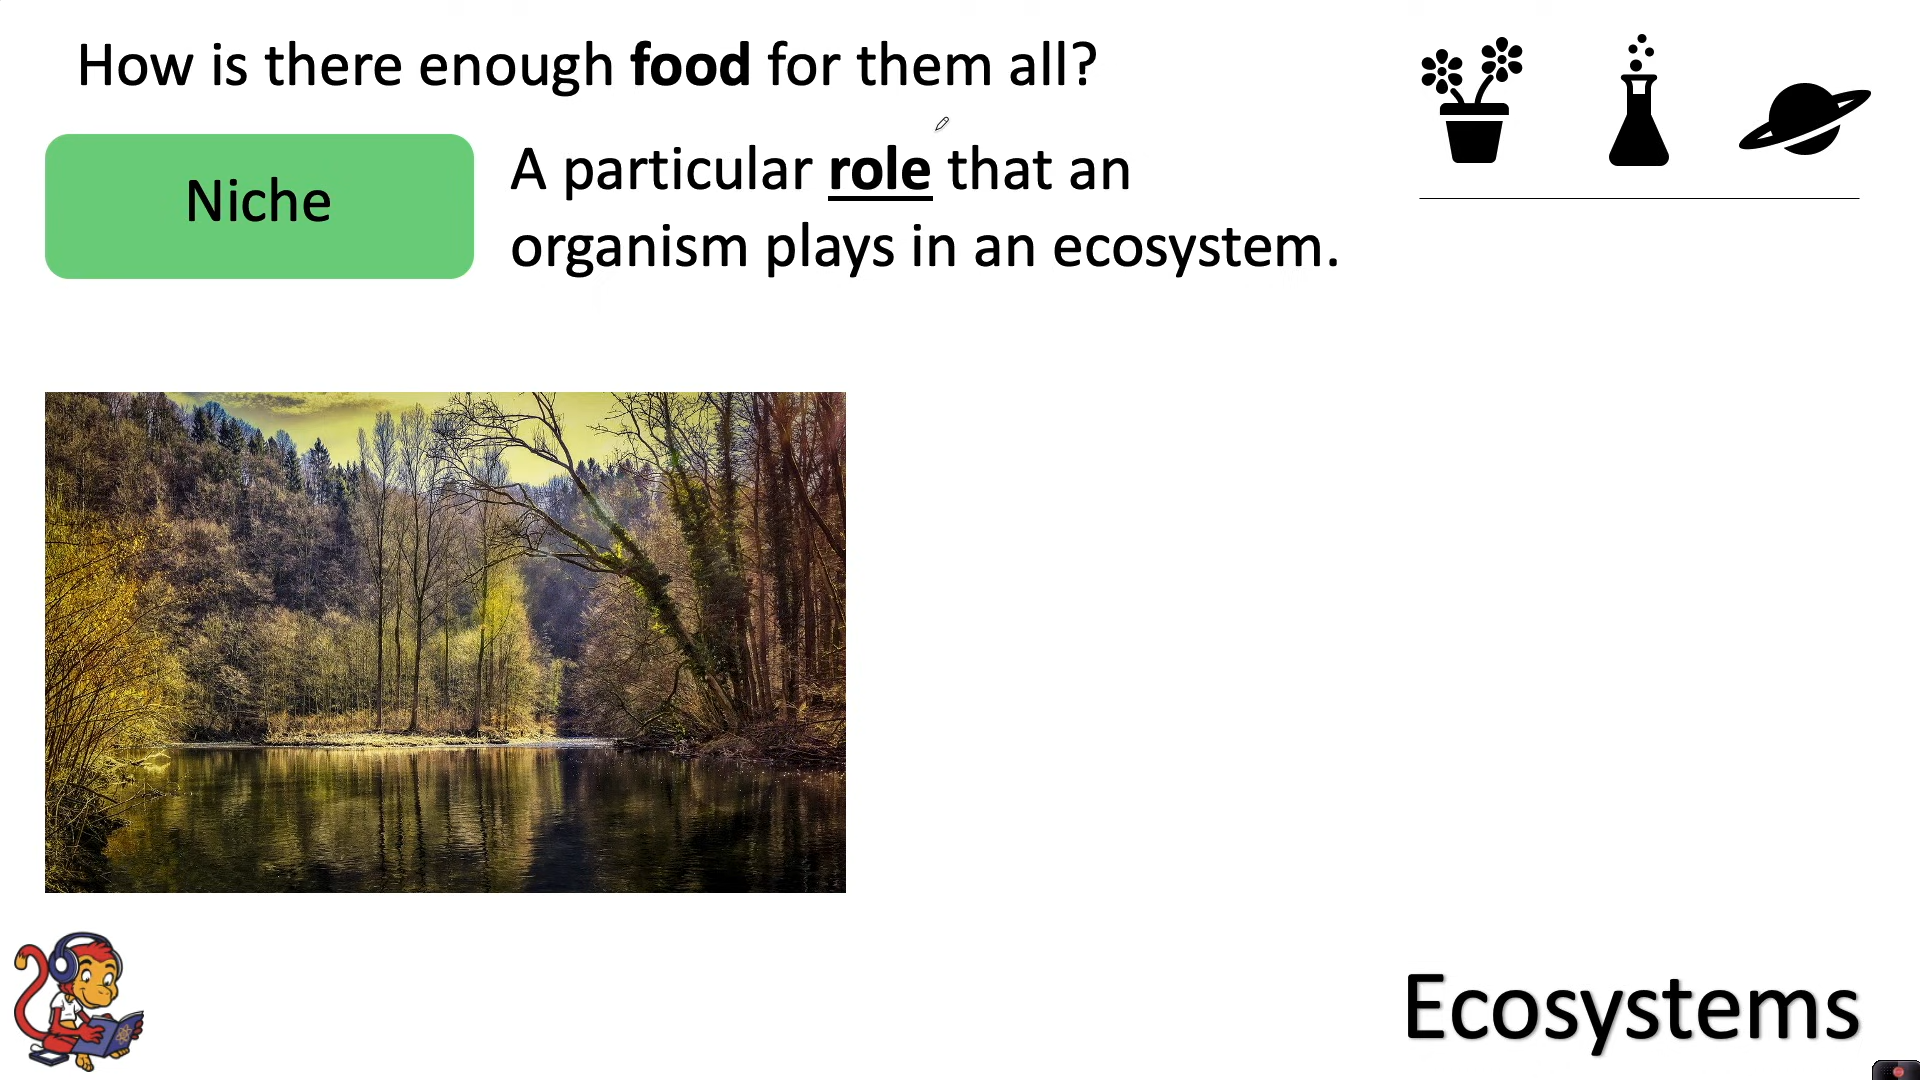 How is there enough food for them all?
Niche
A particular role that an
organism plays in an ecosystem.
Ecosystems